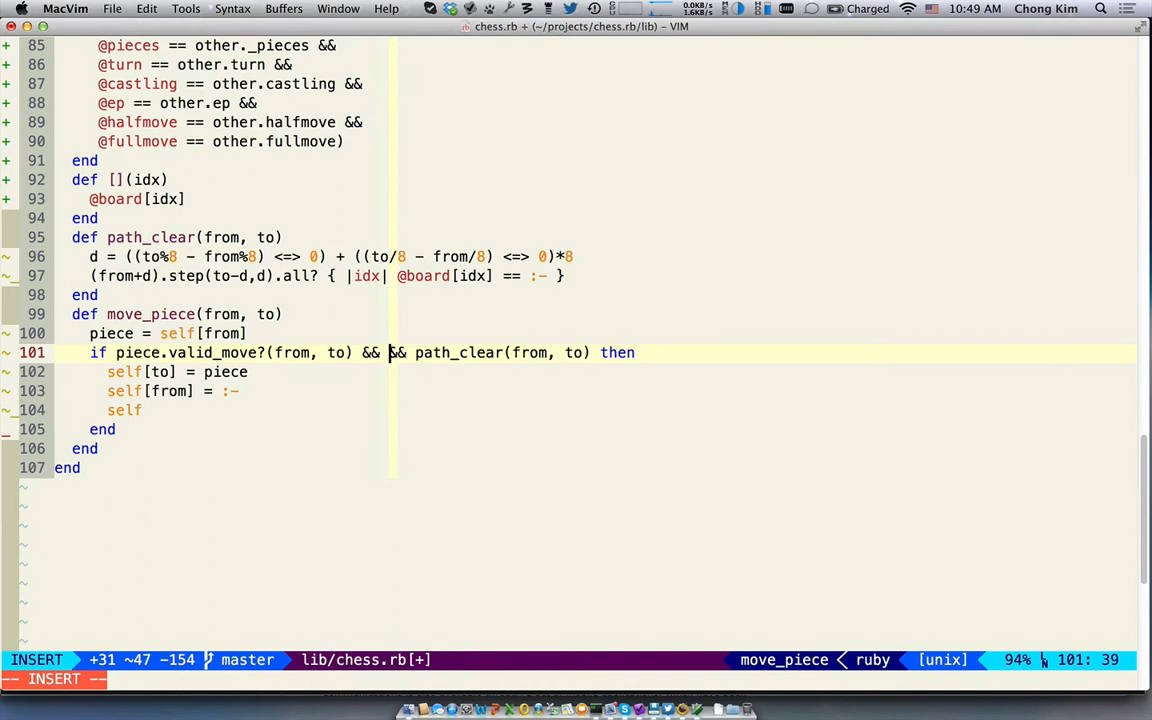 MacVim File Edit Tools Syntax Buffers Window Help 0.0KB/s 1.6KB/s Charged 10:49 AM Chong Kim
chess.rb + (~/projects/chess.rb/lib) – VIM
+ 85 @pieces == other._pieces &&
+ 86 @turn == other.turn &&
+ 87 @castling == other.castling &&
+ 88 @ep == other.ep &&
+ 89 @halfmove == other.halfmove &&
+ 90 @fullmove == other.fullmove)
+ 91 end
+ 92 def [](idx)
+ 93 @board[idx]
94 end
95 def path_clear(from, to)
~ 96 d = ((to%8 - from%8) <=> 0) + ((to/8 - from/8) <=> 0)*8
~_ 97 (from+d).step(to-d,d).all? { |idx| @board[idx] == :- }
98 end
99 def move_piece(from, to)
~ 100 piece = self[from]
~ 101 if piece.valid_move?(from, to) && && path_clear(from, to) then
~ 102 self[to] = piece
~ 103 self[from] = :-
~_ 104 self
_ 105 end
106 end
107 end
~
~
~
~
~
~
~
~
~
INSERT +31 ~47 -154 master lib/chess.rb[+] move_piece ruby [unix] 94% 101: 39
-- INSERT --